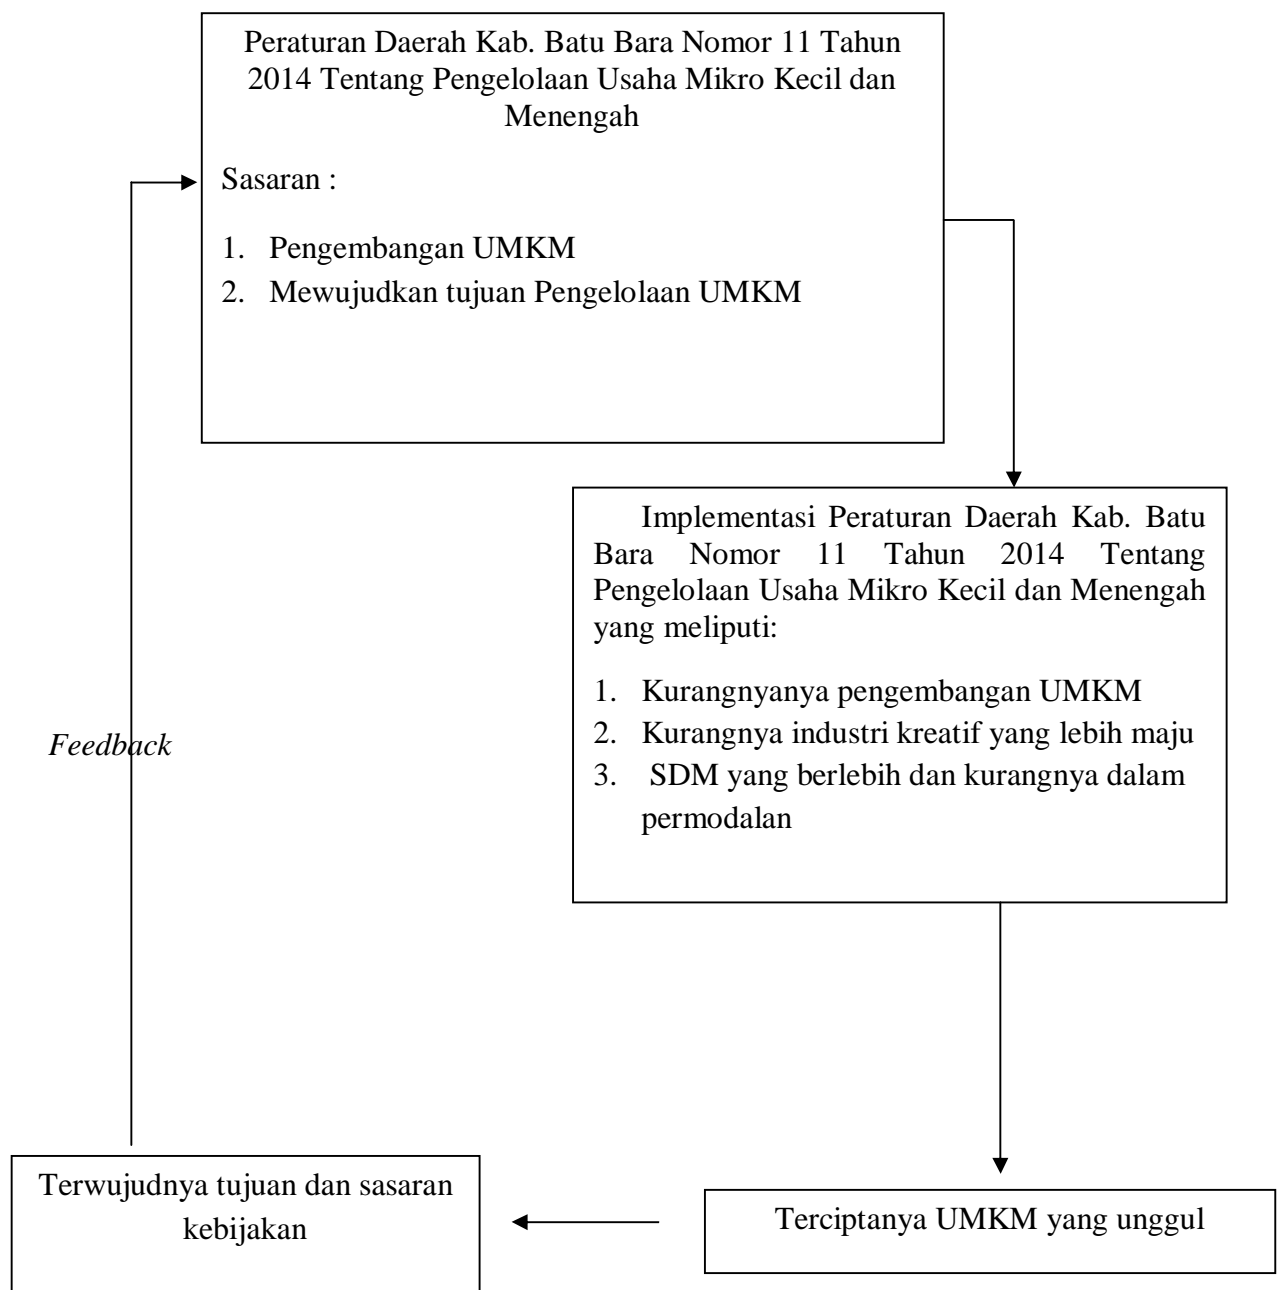 Peraturan Daerah Kab. Batu Bara Nomor 11 Tahun
2014 Tentang Pengelolaan Usaha Mikro Kecil dan
Menengah
Sasaran :
1. Pengembangan UMKM
2. Mewujudkan tujuan Pengelolaan UMKM
Implementasi Peraturan Daerah Kab. Batu
Bara Nomor 11 Tahun 2014 Tentang
Pengelolaan Usaha Mikro Kecil dan Menengah
yang meliputi:
1. Kurangnyanya pengembangan UMKM
2. Kurangnya industri kreatif yang lebih maju
3. SDM yang berlebih dan kurangnya dalam
permodalan
Feedback
Terwujudnya tujuan dan sasaran
kebijakan
Terciptanya UMKM yang unggul